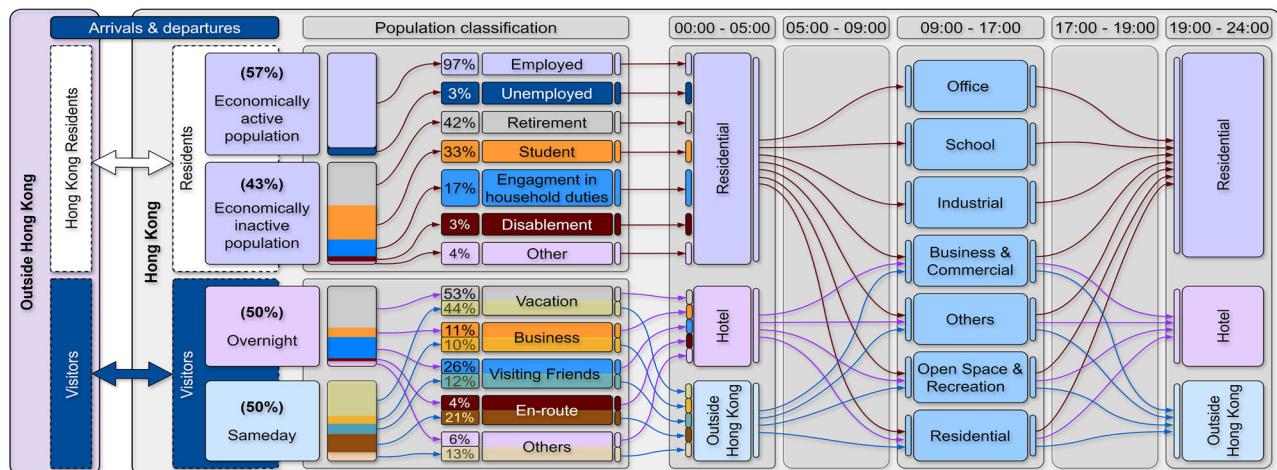 Arrivals & departures
Population classification
00:00 - 05:00
05:00 - 09:00
09:00 - 17:00
17:00 - 19:00
19:00 - 24:00
Outside Hong Kong
Hong Kong Residents
Hong Kong
Residents
(57%)
Economically
active
population
(43%)
Economically
inactive
population
97%
Employed
3%
Unemployed
42%
Retirement
33%
Student
17%
Engagment in
household duties
3%
Disablement
4%
Other
Residential
Office
School
Industrial
Business &
Commercial
Others
Open Space &
Recreation
Residential
Residential
Visitors
Visitors
(50%)
Overnight
(50%)
Sameday
53%
44%
Vacation
11%
10%
Business
26%
12%
Visiting Friends
4%
21%
En-route
6%
13%
Others
Hotel
Outside
Hong Kong
Hotel
Outside
Hong Kong